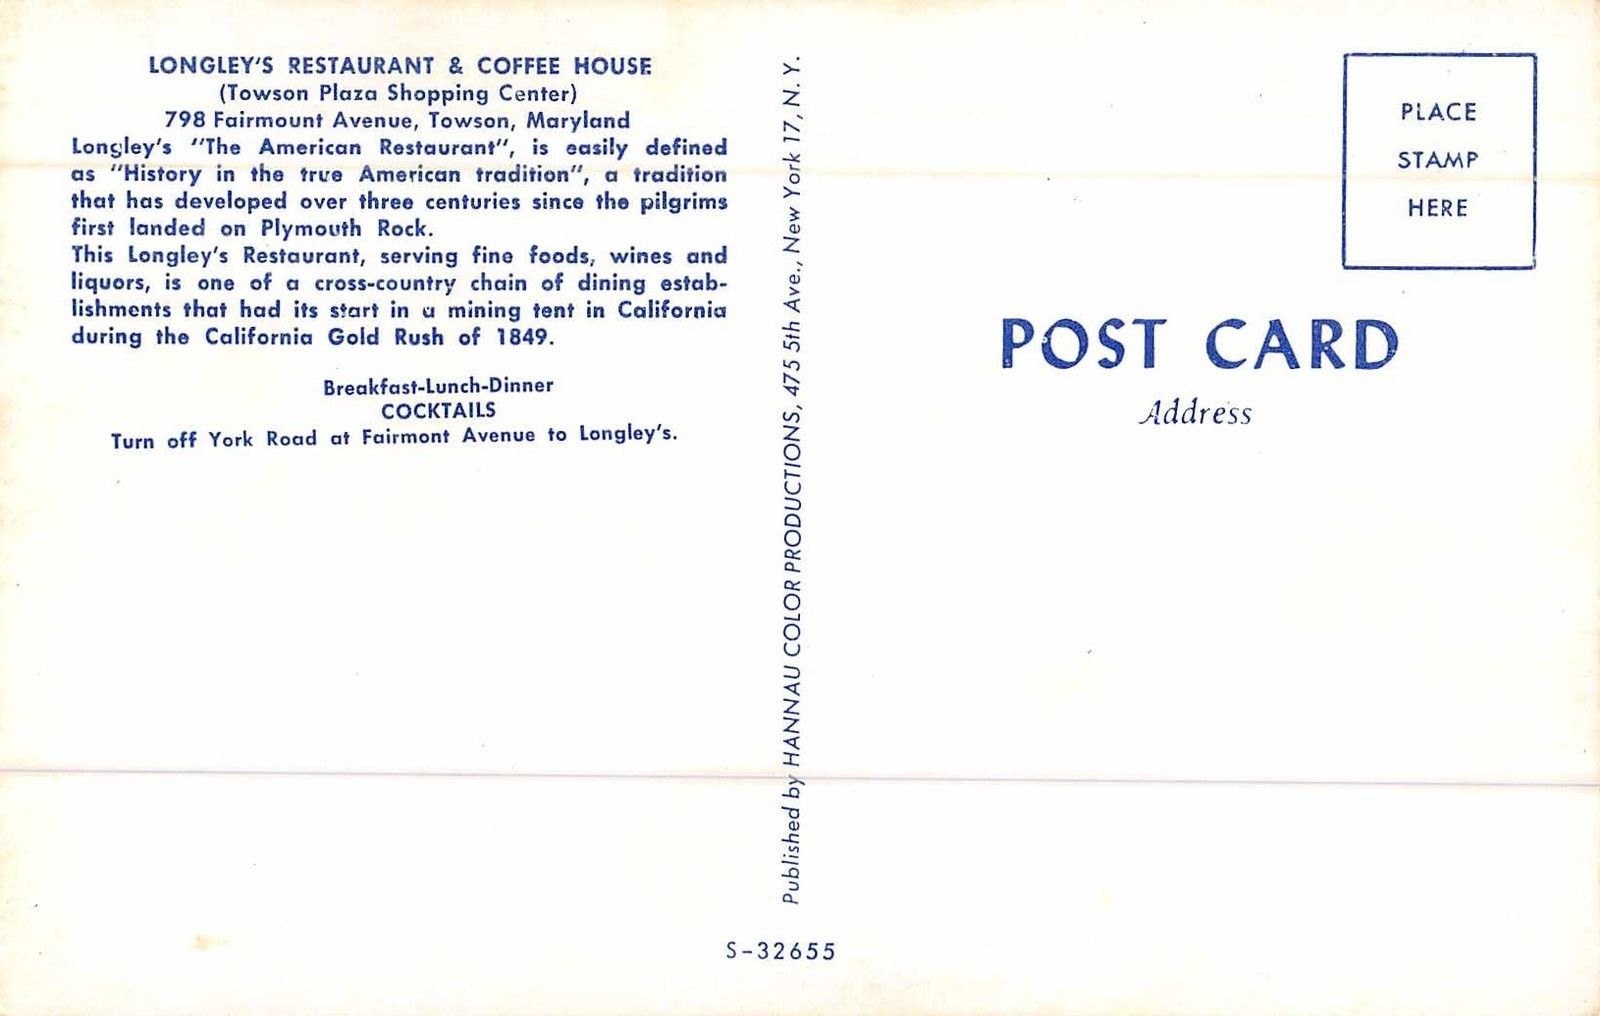 LONGLEY'S RESTAURANT & COFFEE HOUSE
(Towson Plaza Shopping Center)
798 Fairmount Avenue, Towson, Maryland
Longley's "The American Restaurant", is easily defined
as "History in the true American tradition", a tradition
that has developed over three centuries since the pilgrims
first landed on Plymouth Rock.
This Longley's Restaurant, serving fine foods, wines and
liquors, is one of a cross-country chain of dining estab-
lishments that had its start in a mining tent in California
during the California Gold Rush of 1849.
Breakfast-Lunch-Dinner
COCKTAILS
Turn off York Road at Fairmont Avenue to Longley's.
Published by HANNAU COLOR PRODUCTIONS, 475 5th Ave., New York 17, N. Y.
PLACE
STAMP
HERE
POST CARD
Address
S-32655